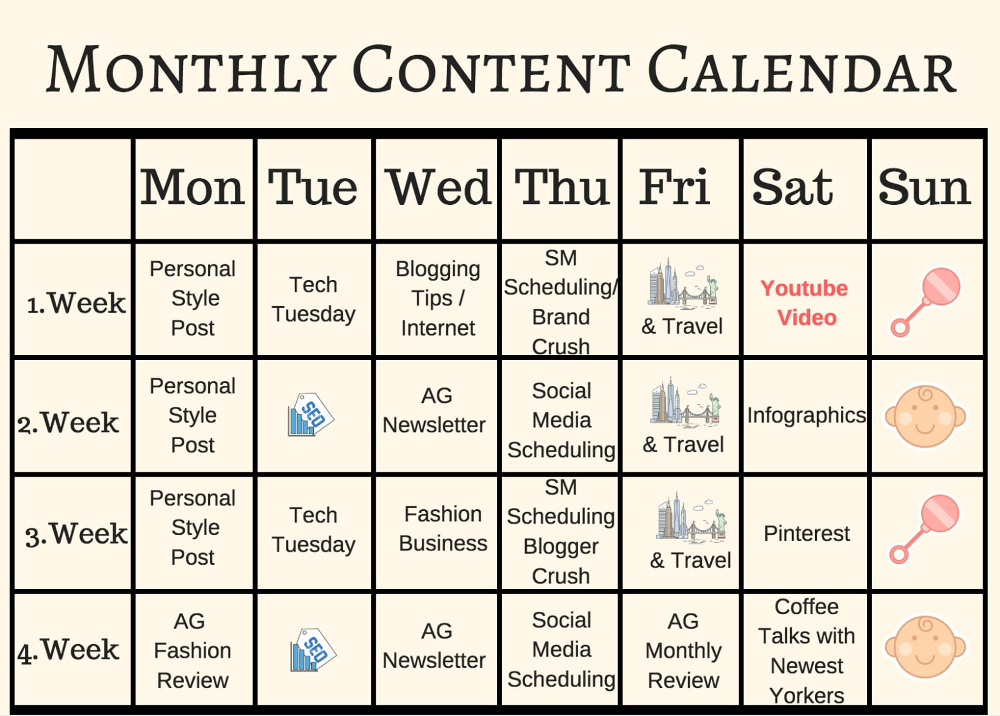 Monthly Content Calendar
Mon Tue Wed Thu Fri Sat Sun
1.Week
Personal
Style
Post
Tech
Tuesday
Blogging
Tips /
Internet
SM
Scheduling/
Brand
Crush
& Travel
Youtube
Video
2.Week
Personal
Style
Post
SEO
AG
Newsletter
Social
Media
Scheduling
& Travel
Infographics
3.Week
Personal
Style
Post
Tech
Tuesday
Fashion
Business
SM
Scheduling
Blogger
Crush
& Travel
Pinterest
4.Week
AG
Fashion
Review
SEO
AG
Newsletter
Social
Media
Scheduling
AG
Monthly
Review
Coffee
Talks with
Newest
Yorkers